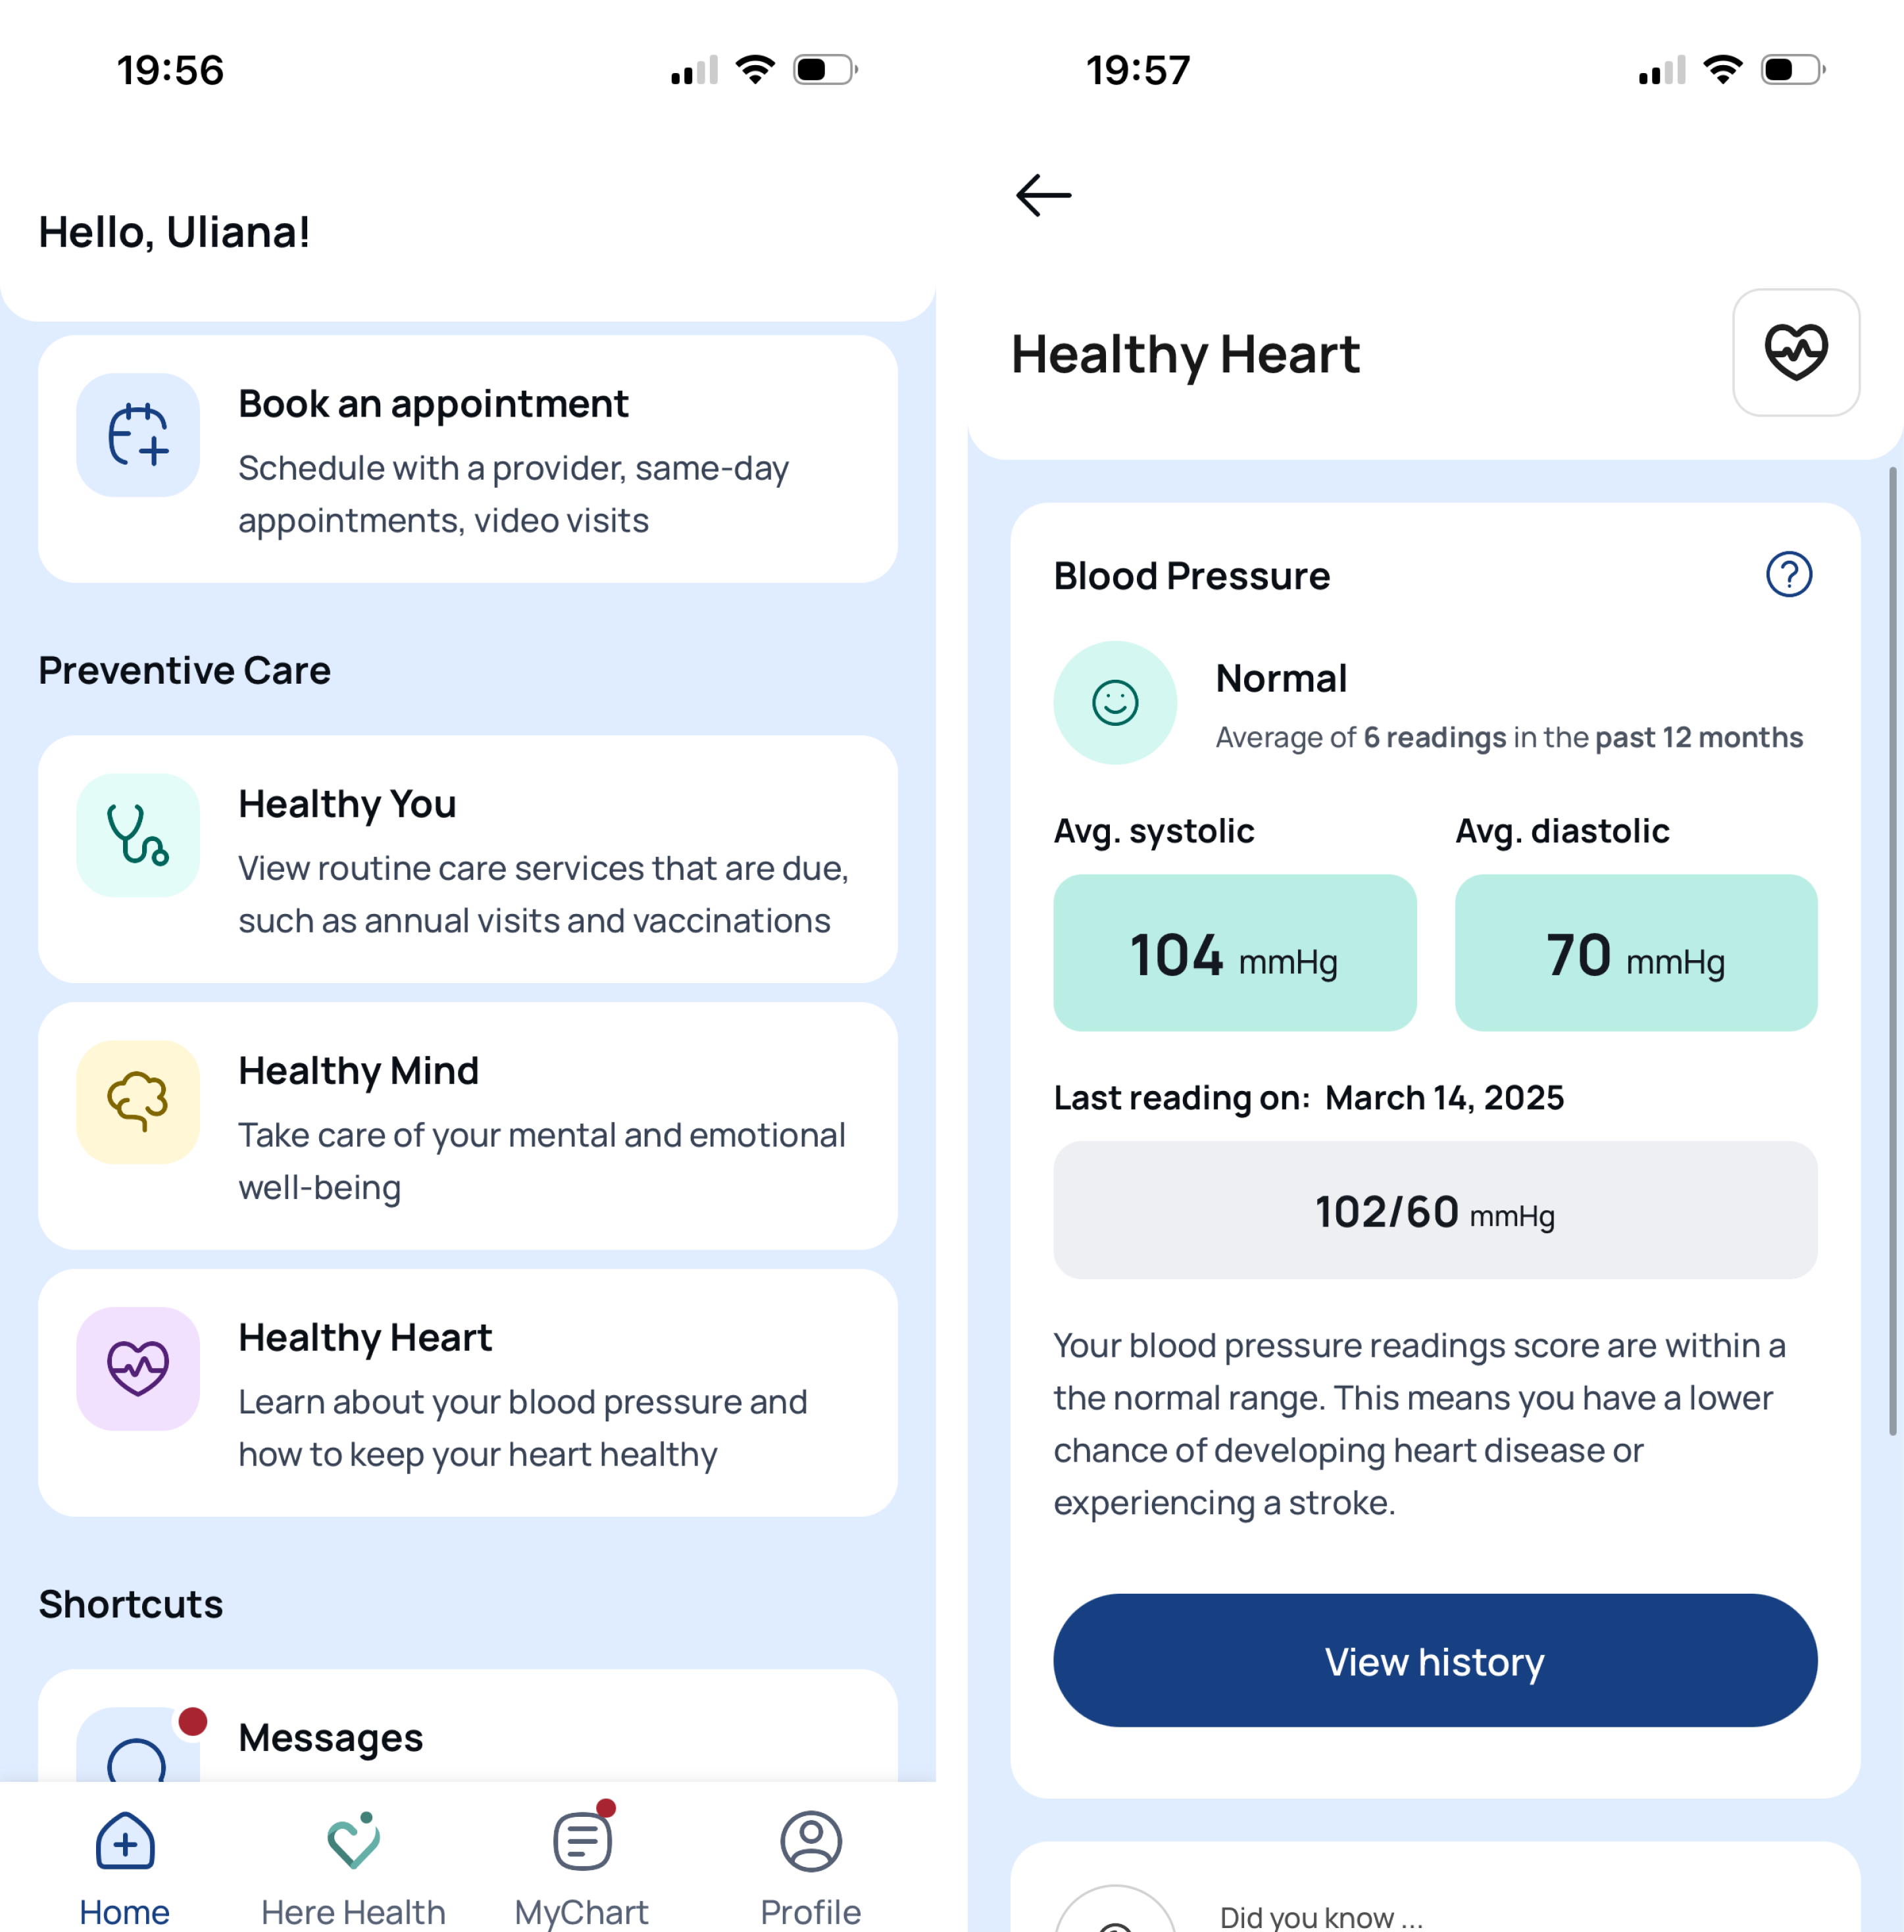 19:56
Hello, Uliana!
Book an appointment
Schedule with a provider, same-day
appointments, video visits
Preventive Care
Healthy You
View routine care services that are due,
such as annual visits and vaccinations
Healthy Mind
Take care of your mental and emotional
well-being
Healthy Heart
Learn about your blood pressure and
how to keep your heart healthy
Shortcuts
Messages
Home
Here Health
MyChart
Profile
19:57
Healthy Heart
Blood Pressure
?
Normal
Average of 6 readings in the past 12 months
Avg. systolic
Avg. diastolic
104 mmHg
70 mmHg
Last reading on: March 14, 2025
102/60 mmHg
Your blood pressure readings score are within a
the normal range. This means you have a lower
chance of developing heart disease or
experiencing a stroke.
View history
Did you know ...